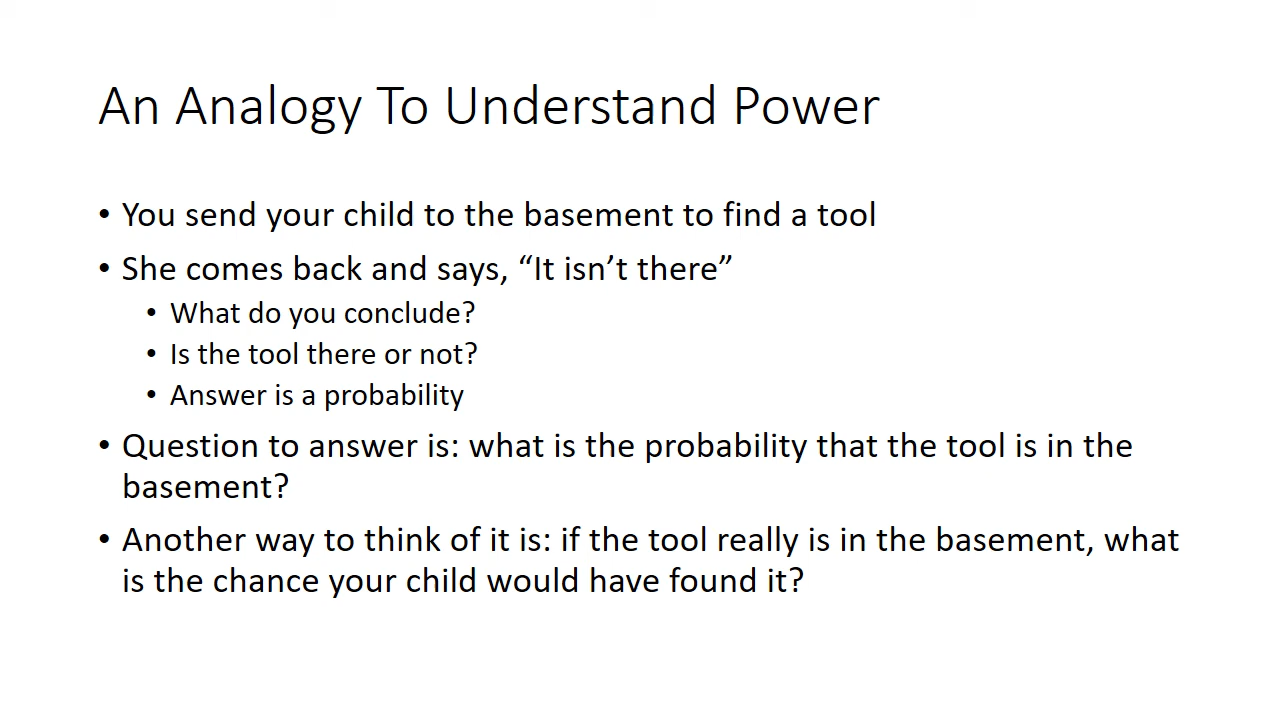 An Analogy To Understand Power
• You send your child to the basement to find a tool
• She comes back and says, “It isn’t there”
• What do you conclude?
• Is the tool there or not?
• Answer is a probability
• Question to answer is: what is the probability that the tool is in the
basement?
• Another way to think of it is: if the tool really is in the basement, what
is the chance your child would have found it?